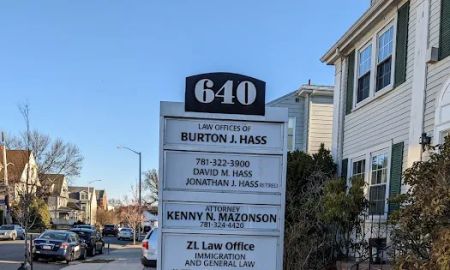 640
LAW OFFICES OF
BURTON J. HASS
781-322-3900
DAVID M. HASS
JONATHAN J. HASS (RETIRED)
ATTORNEY
KENNY N. MAZONSON
781-324-4420
ZL Law Office
IMMIGRATION
AND GENERAL LAW